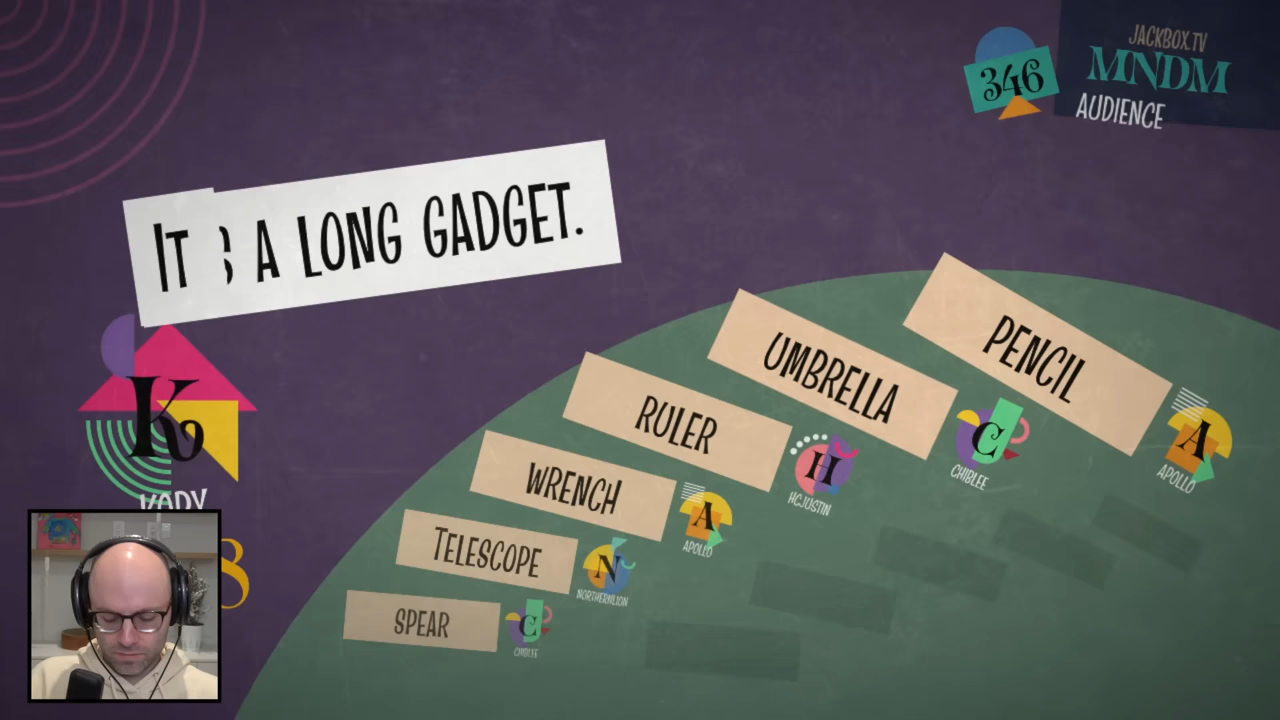 JACKBOX.TV
346
MNDM
AUDIENCE
IT S A LONG GADGET.
PENCIL
A
APOLLO
UMBRELLA
C
CHIBLEE
RULER
H
HCJUSTIN
WRENCH
A
APOLLO
TELESCOPE
N
NORTHERNLION
SPEAR
C
CHIBLEE
K
8